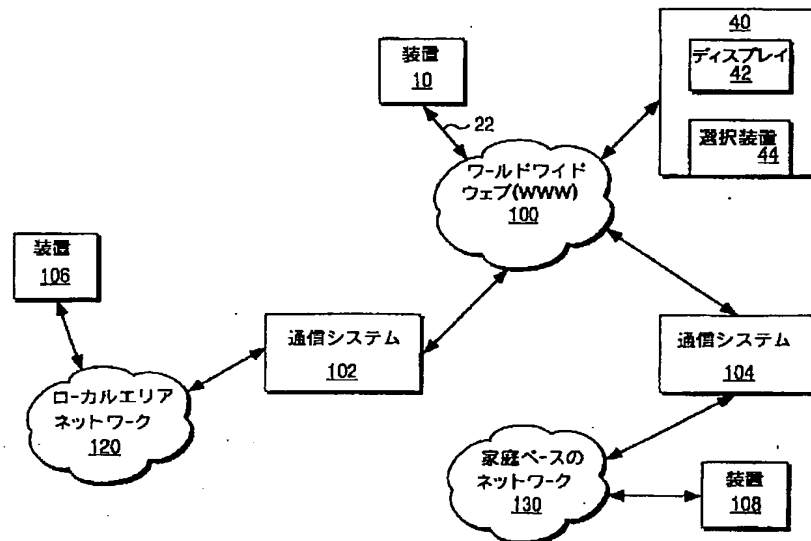 装置
10
22
40
ディスプレイ
42
選択装置
44
ワールドワイド
ウェブ(WWW)
100
装置
106
通信システム
102
通信システム
104
ローカルエリア
ネットワーク
120
家庭ベースの
ネットワーク
130
装置
108